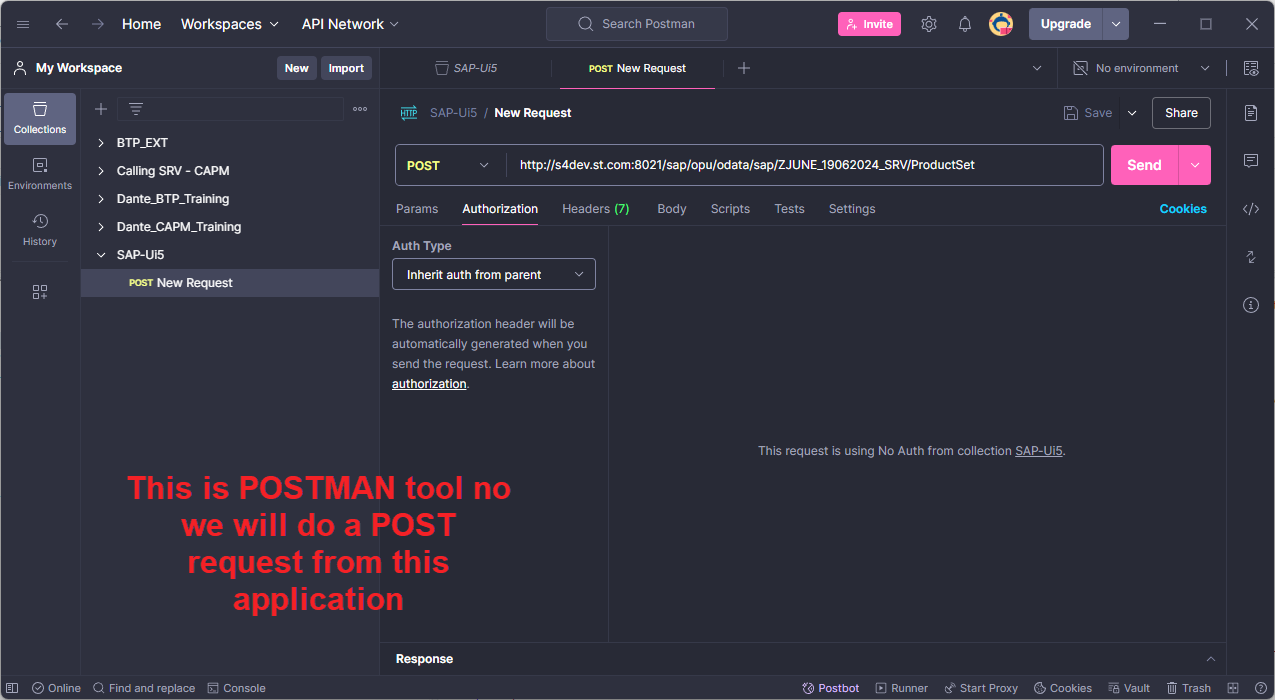 Home Workspaces API Network Search Postman Invite Upgrade
My Workspace New Import SAP-Ui5 POST New Request No environment
Collections
Environments
History
BTP_EXT
Calling SRV - CAPM
Dante_BTP_Training
Dante_CAPM_Training
SAP-Ui5
POST New Request
HTTP SAP-Ui5 / New Request Save Share
POST http://s4dev.st.com:8021/sap/opu/odata/sap/ZJUNE_19062024_SRV/ProductSet Send
Params Authorization Headers (7) Body Scripts Tests Settings Cookies
Auth Type
Inherit auth from parent
The authorization header will be
automatically generated when you
send the request. Learn more about
authorization.
This request is using No Auth from collection SAP-Ui5.
This is POSTMAN tool no
we will do a POST
request from this
application
Response
Online Find and replace Console Postbot Runner Start Proxy Cookies Vault Trash